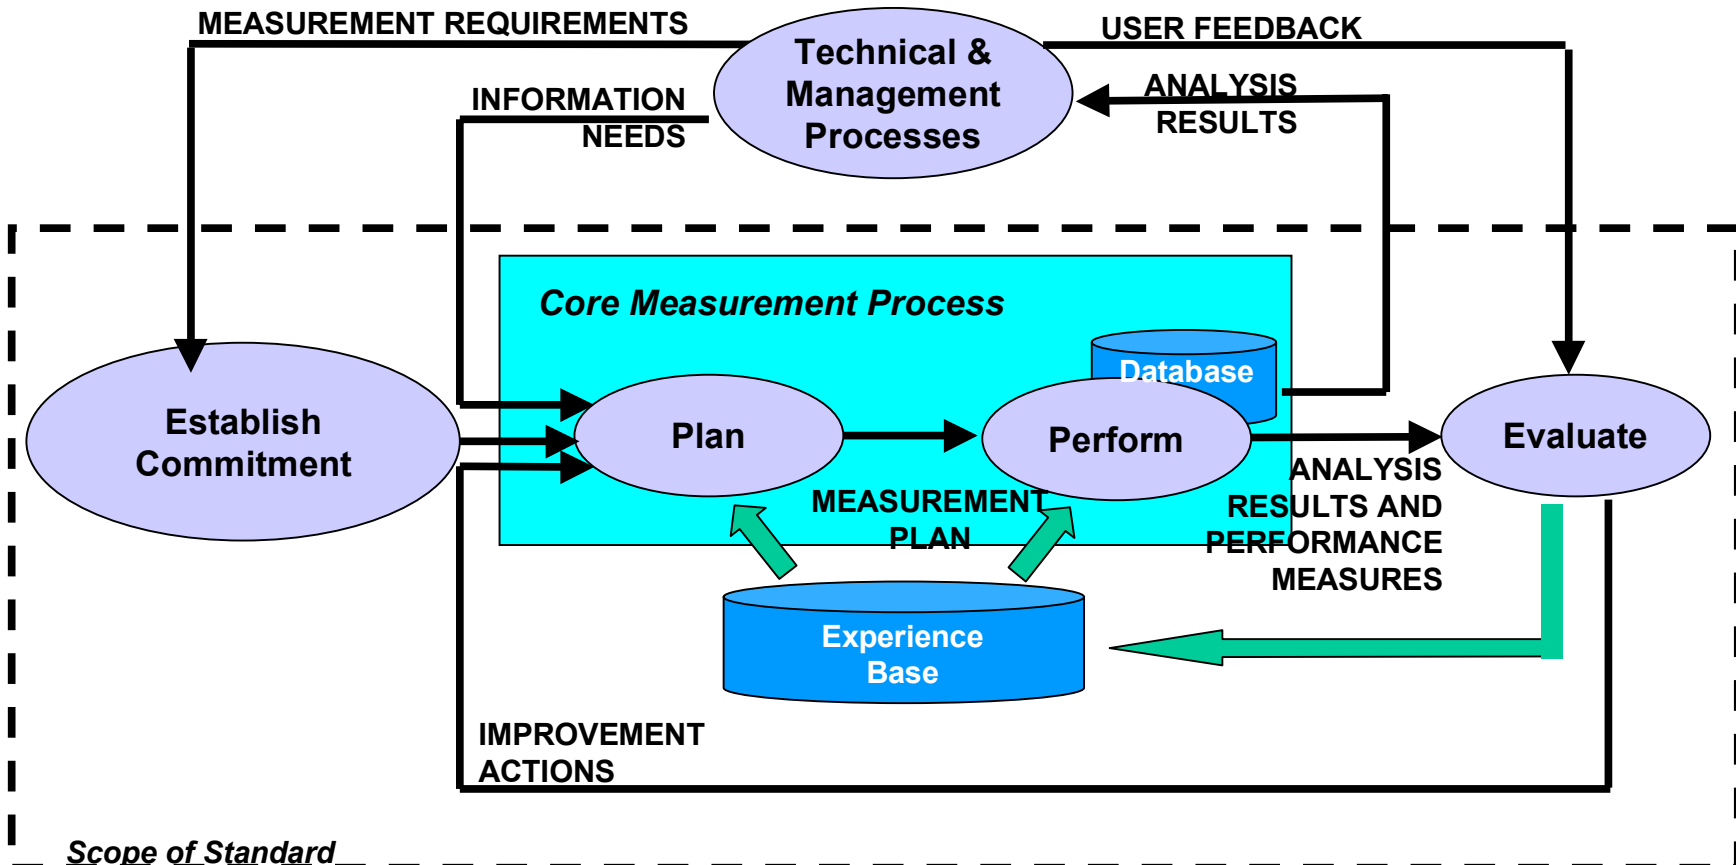 MEASUREMENT REQUIREMENTS
Technical &
Management
Processes
USER FEEDBACK
INFORMATION
NEEDS
ANALYSIS
RESULTS
Core Measurement Process
Database
Establish
Commitment
Plan
Perform
Evaluate
MEASUREMENT
PLAN
ANALYSIS
RESULTS AND
PERFORMANCE
MEASURES
Experience
Base
IMPROVEMENT
ACTIONS
Scope of Standard